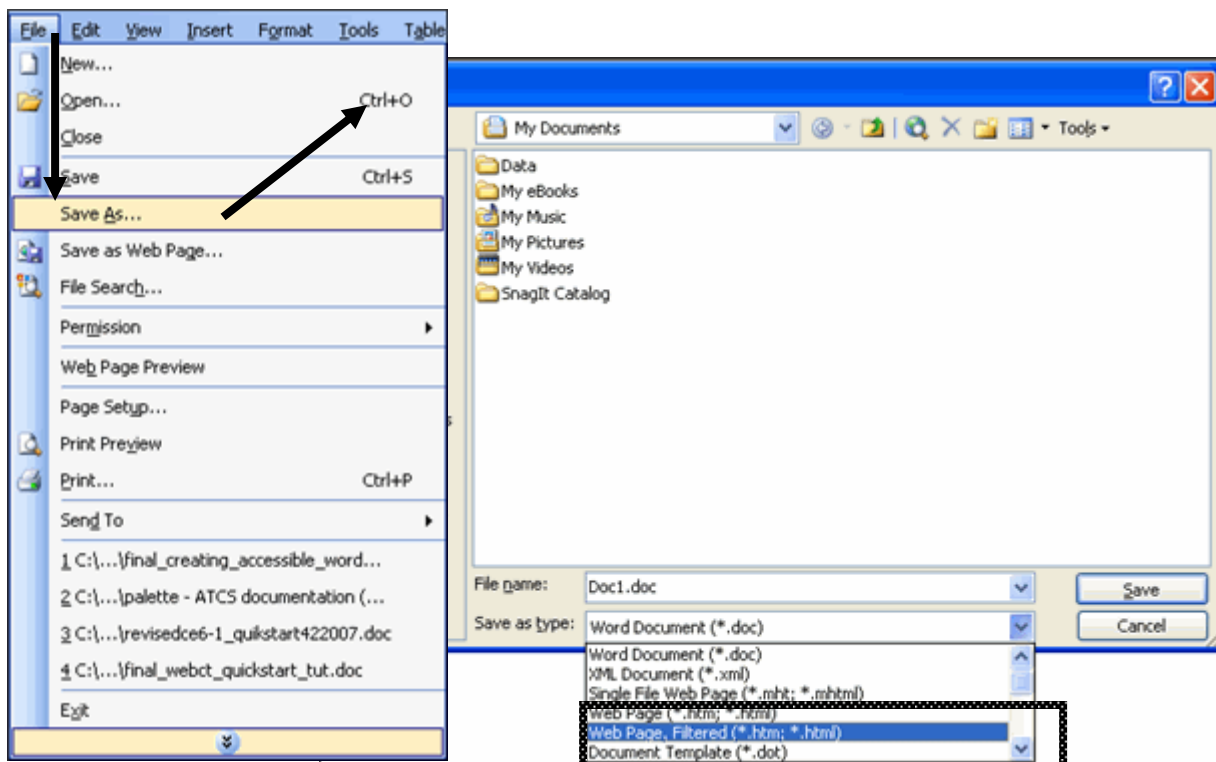 File Edit View Insert Format Tools Table
New...
Open... Ctrl+O
Close
Save Ctrl+S
Save As...
Save as Web Page...
File Search...
Permission
Web Page Preview
Page Setup...
Print Preview
Print... Ctrl+P
Send To
1 C:\...\final_creating_accessible_word...
2 C:\...\palette - ATCS documentation (...
3 C:\...\revisedce6-1_quikstart422007.doc
4 C:\...\final_webct_quickstart_tut.doc
Exit
My Documents Tools
Data
My eBooks
My Music
My Pictures
My Videos
SnagIt Catalog
File name: Doc1.doc Save
Save as type: Word Document (*.doc) Cancel
Word Document (*.doc)
XML Document (*.xml)
Single File Web Page (*.mht; *.mhtml)
Web Page (*.htm; *.html)
Web Page, Filtered (*.htm; *.html)
Document Template (*.dot)